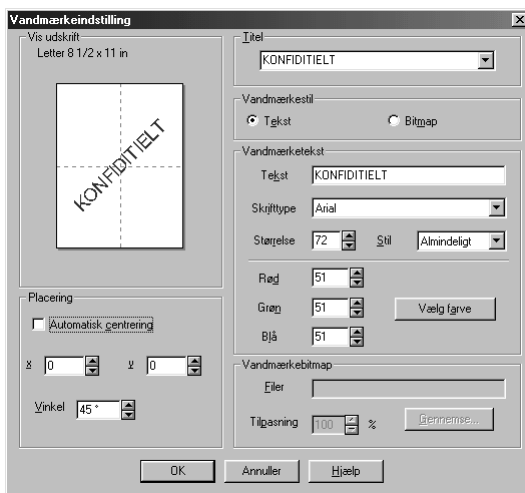 Vandmærkeindstilling
Vis udskrift
Letter 8 1/2 x 11 in
KONFIDITIELT
Placering
Automatisk centrering
x 0 y 0
Vinkel 45 °
Titel
KONFIDITIELT
Vandmærkestil
Tekst Bitmap
Vandmærketekst
Tekst KONFIDITIELT
Skrifttype Arial
Størrelse 72 Stil Almindeligt
Rød 51
Grøn 51 Vælg farve
Blå 51
Vandmærkebitmap
Filer
Tilpasning 100 % Gennemse...
OK Annuller Hjælp